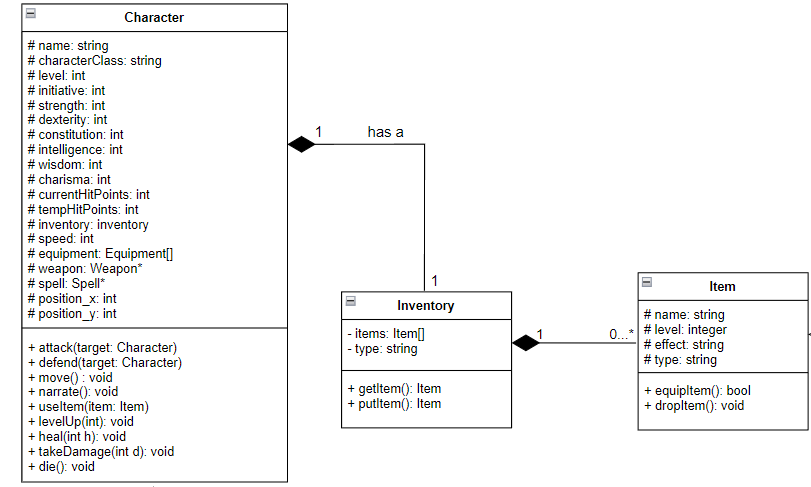 Character
# name: string
# characterClass: string
# level: int
# initiative: int
# strength: int
# dexterity: int
# constitution: int
# intelligence: int
# wisdom: int
# charisma: int
# currentHitPoints: int
# tempHitPoints: int
# inventory: inventory
# speed: int
# equipment: Equipment[]
# weapon: Weapon*
# spell: Spell*
# position_x: int
# position_y: int
+ attack(target: Character)
+ defend(target: Character)
+ move() : void
+ narrate(): void
+ useItem(item: Item)
+ levelUp(int): void
+ heal(int h): void
+ takeDamage(int d): void
+ die(): void
1
has a
1
Inventory
- items: Item[]
- type: string
+ getItem(): Item
+ putItem(): Item
1
0...*
Item
# name: string
# level: integer
# effect: string
# type: string
+ equipItem(): bool
+ dropItem(): void